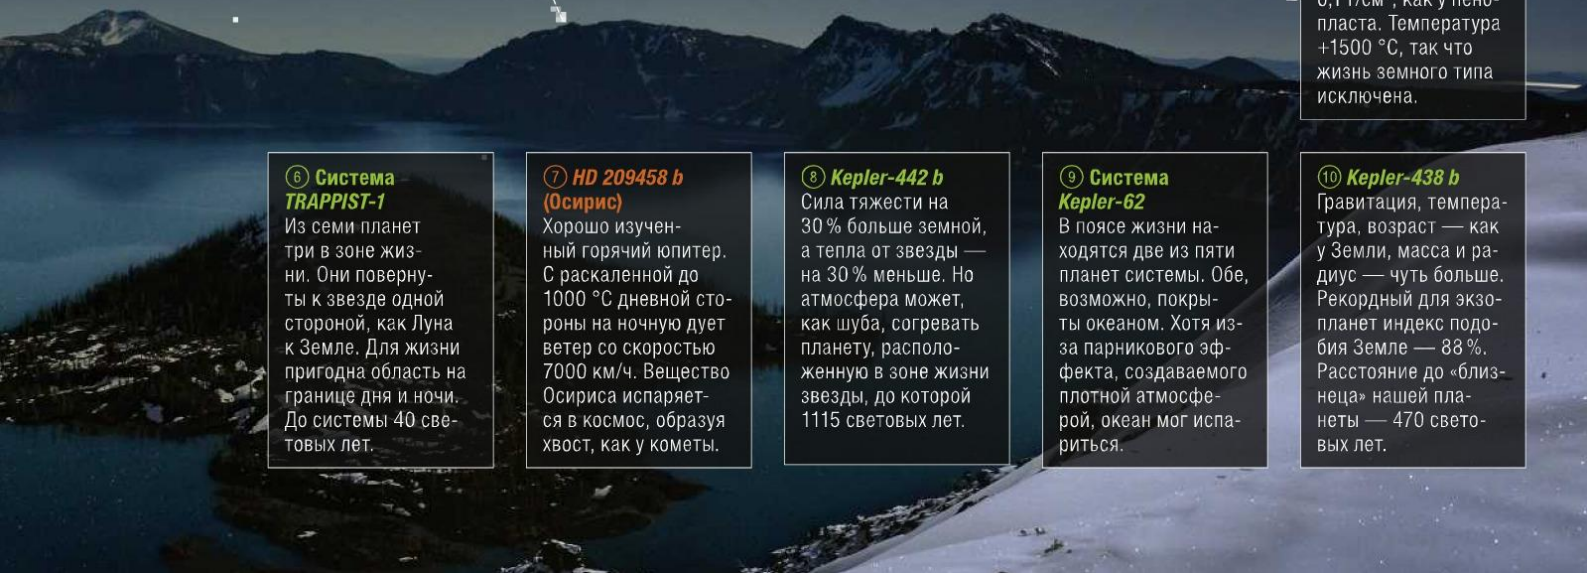 пласта. Температура
+1500 °C, так что
жизнь земного типа
исключена.
⑥ Система
TRAPPIST-1
Из семи планет
три в зоне жиз-
ни. Они поверну-
ты к звезде одной
стороной, как Луна
к Земле. Для жизни
пригодна область на
границе дня и ночи.
До системы 40 све-
товых лет.
⑦ HD 209458 b
(Осирис)
Хорошо изучен-
ный горячий юпитер.
С раскаленной до
1000 °C дневной сто-
роны на ночную дует
ветер со скоростью
7000 км/ч. Вещество
Осириса испаряет-
ся в космос, образуя
хвост, как у кометы.
⑧ Kepler-442 b
Сила тяжести на
30 % больше земной,
а тепла от звезды —
на 30 % меньше. Но
атмосфера может,
как шуба, согревать
планету, располо-
женную в зоне жизни
звезды, до которой
1115 световых лет.
⑨ Система
Kepler-62
В поясе жизни на-
ходятся две из пяти
планет системы. Обе,
возможно, покры-
ты океаном. Хотя из-
за парникового эф-
фекта, создаваемого
плотной атмосфе-
рой, океан мог испа-
риться.
⑩ Kepler-438 b
Гравитация, темпера-
тура, возраст — как
у Земли, масса и ра-
диус — чуть больше.
Рекордный для экзо-
планет индекс подо-
бия Земле — 88 %.
Расстояние до «близ-
неца» нашей пла-
неты — 470 свето-
вых лет.